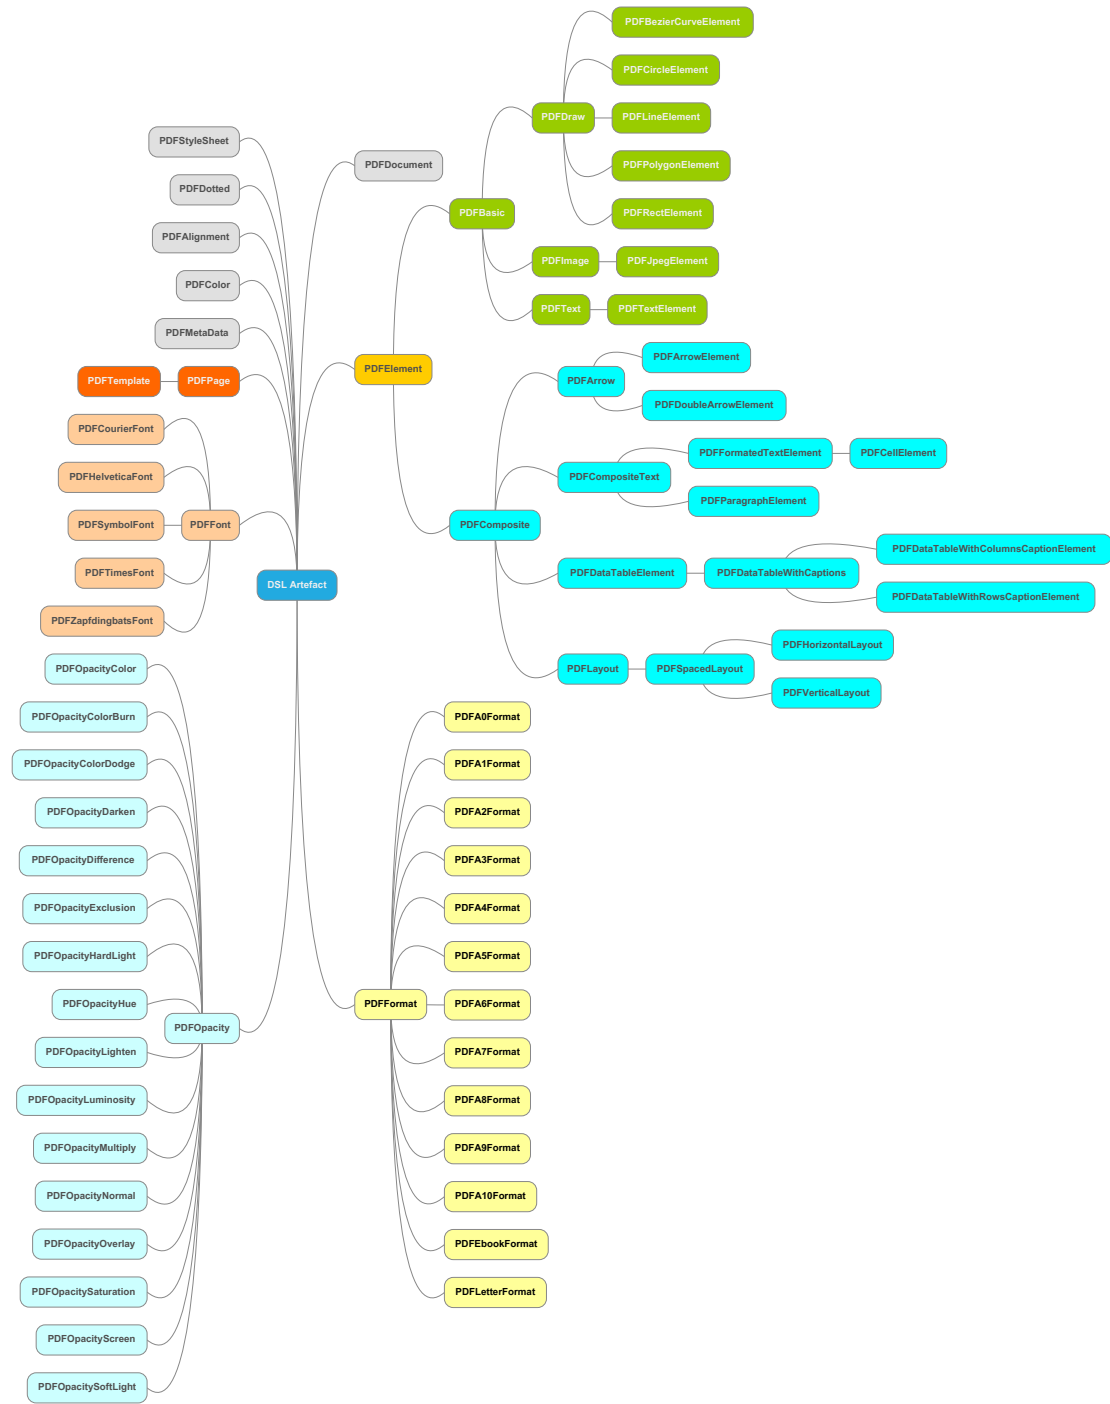 PDFBezierCurveElement
PDFCircleElement
PDFDraw
PDFLineElement
PDFPolygonElement
PDFRectElement
PDFStyleSheet
PDFDotted
PDFAlignment
PDFColor
PDFMetaData
PDFTemplate
PDFPage
PDFDocument
PDFBasic
PDFImage
PDFJpegElement
PDFText
PDFTextElement
PDFElement
PDFArrow
PDFArrowElement
PDFDoubleArrowElement
PDFCourierFont
PDFHelveticaFont
PDFSymbolFont
PDFFont
PDFTimesFont
PDFZapfdingbatsFont
DSL Artefact
PDFComposite
PDFCompositeText
PDFFormatedTextElement
PDFCellElement
PDFParagraphElement
PDFDataTableElement
PDFDataTableWithCaptions
PDFDataTableWithColumnsCaptionElement
PDFDataTableWithRowsCaptionElement
PDFLayout
PDFSpacedLayout
PDFHorizontalLayout
PDFVerticalLayout
PDFOpacityColor
PDFOpacityColorBurn
PDFOpacityColorDodge
PDFOpacityDarken
PDFOpacityDifference
PDFOpacityExclusion
PDFOpacityHardLight
PDFOpacityHue
PDFOpacity
PDFOpacityLighten
PDFOpacityLuminosity
PDFOpacityMultiply
PDFOpacityNormal
PDFOpacityOverlay
PDFOpacitySaturation
PDFOpacityScreen
PDFOpacitySoftLight
PDFFormat
PDFA0Format
PDFA1Format
PDFA2Format
PDFA3Format
PDFA4Format
PDFA5Format
PDFA6Format
PDFA7Format
PDFA8Format
PDFA9Format
PDFA10Format
PDFEbookFormat
PDFLetterFormat